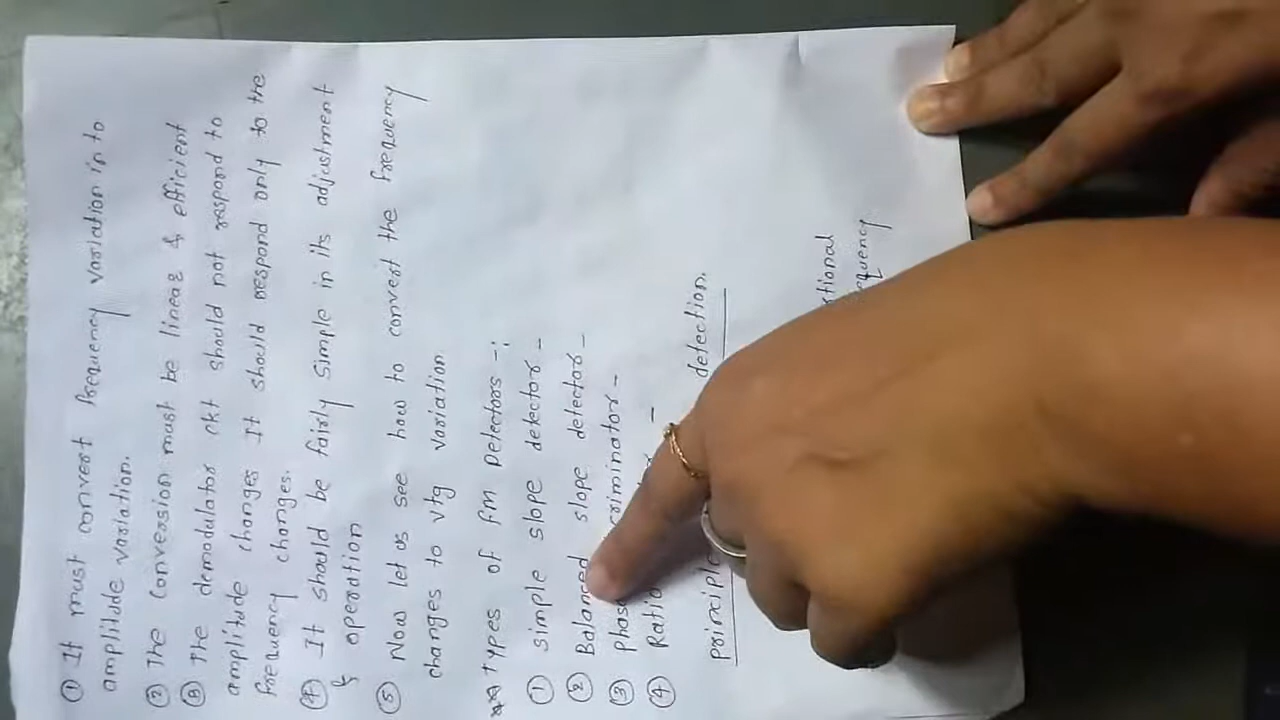 ① It must convert frequency variation in to
amplitude variation.
② The conversion must be linear & efficient
③ The demodulator ckt should not respond to
amplitude changes It should respond only to the
frequency changes.
④ It should be fairly simple in its adjustment
& operation
⑤ Now let us see how to convert the frequency
changes to vtg variation
** Types of fm Detectors -:
① simple slope detector -
② Balanced slope detector -
③ criminator -
④ -
principle detection.
tional
quency